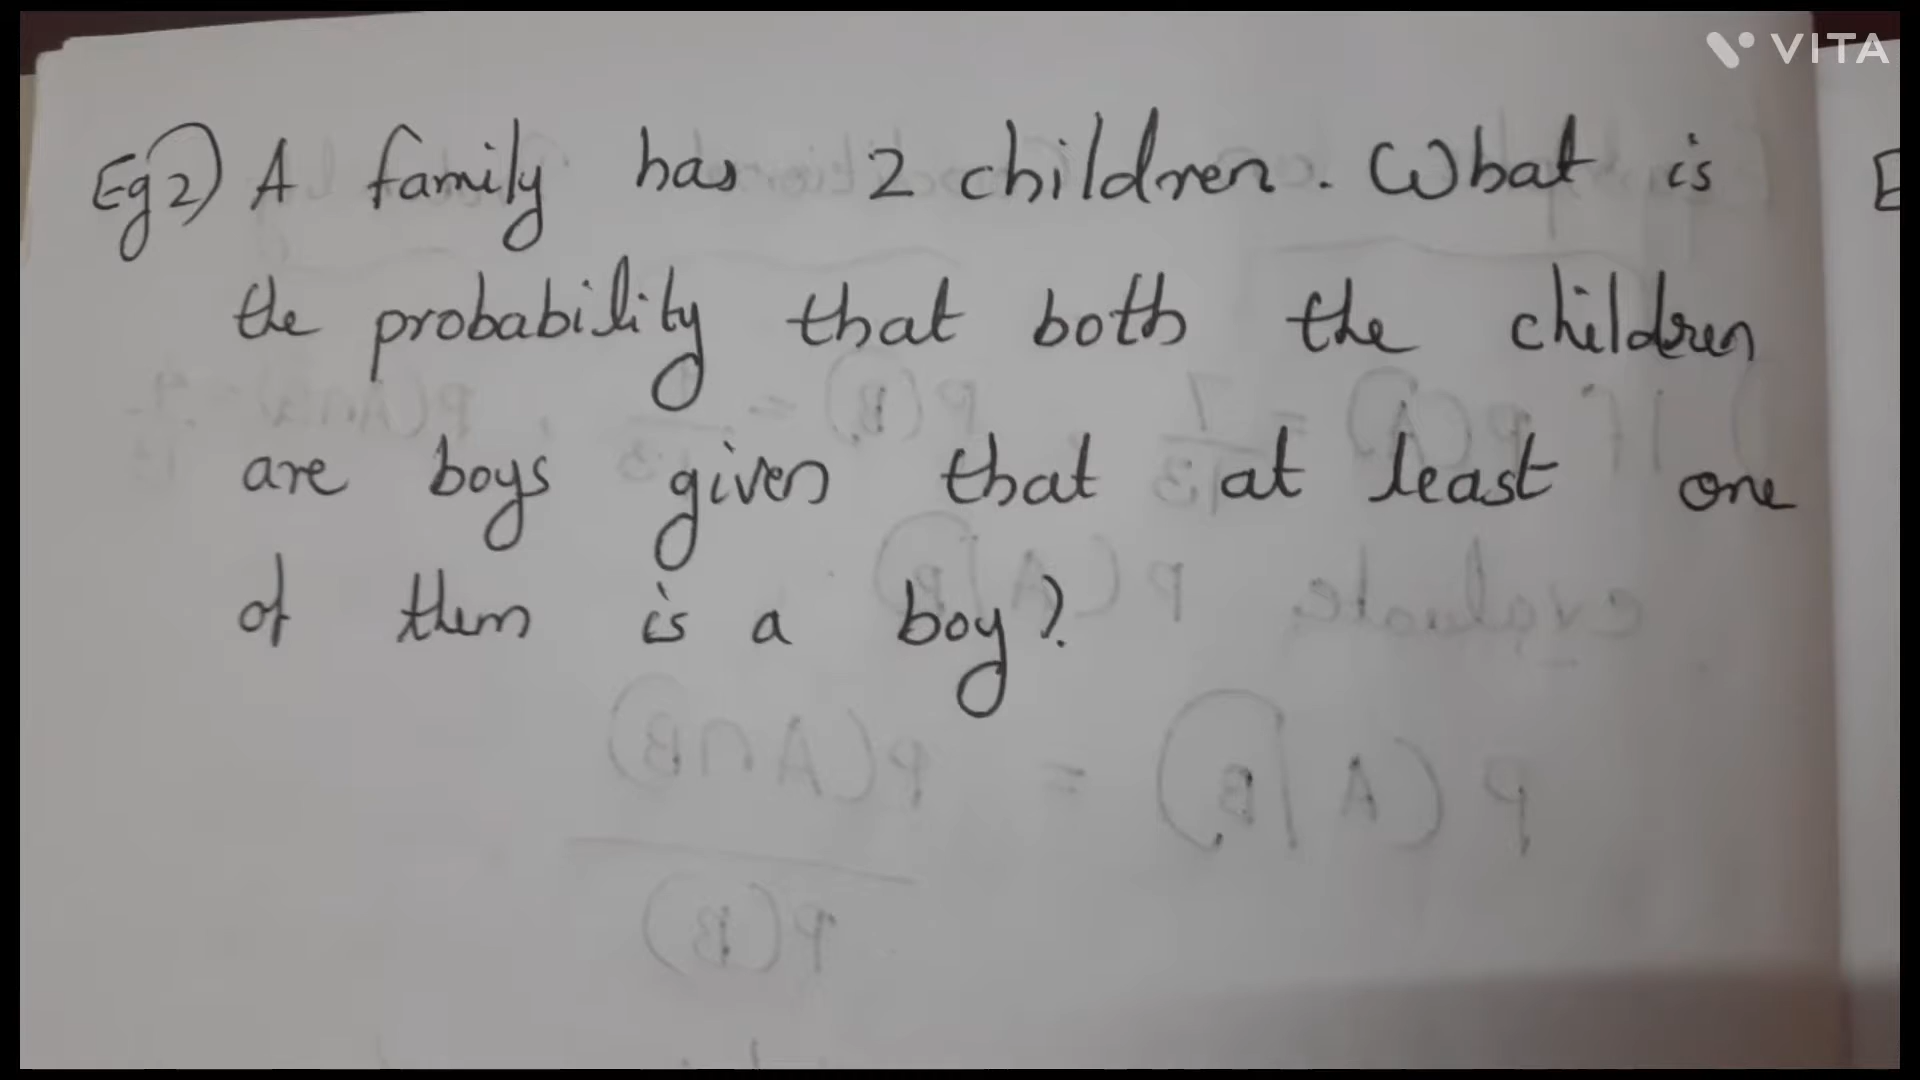 VITA
Eg2) A family has 2 children. What is
the probability that both the children
are boys given that at least one
of them is a boy?